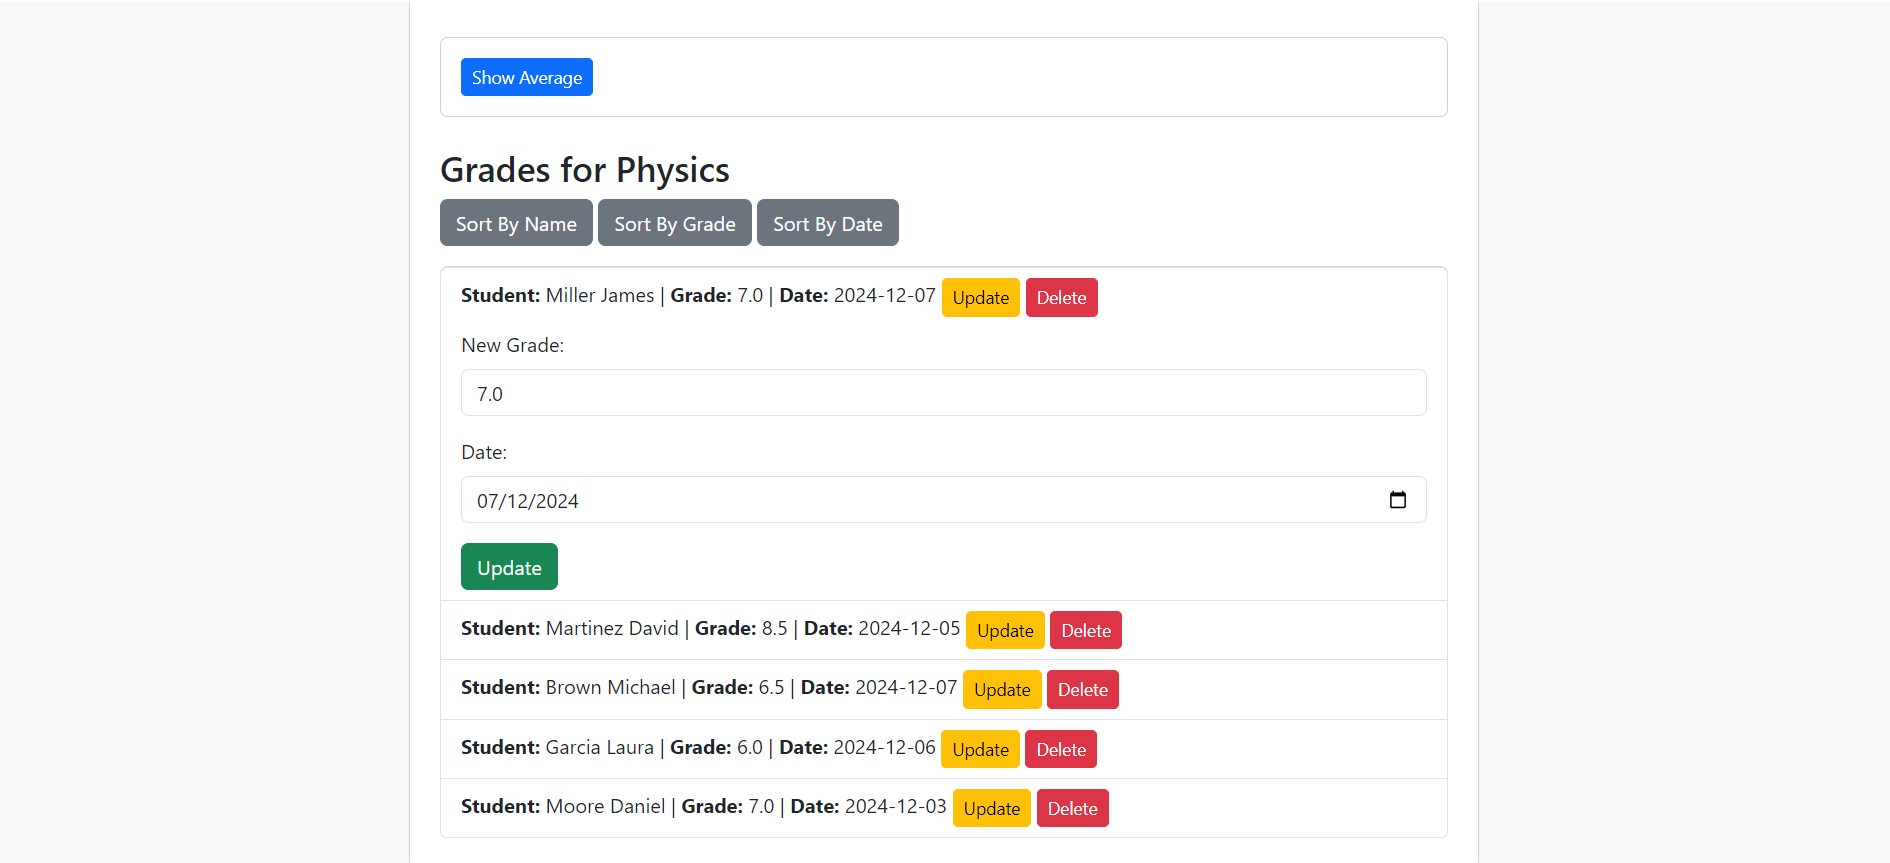 Show Average
Grades for Physics
Sort By Name Sort By Grade Sort By Date
Student: Miller James | Grade: 7.0 | Date: 2024-12-07 Update Delete
New Grade:
7.0
Date:
07/12/2024
Update
Student: Martinez David | Grade: 8.5 | Date: 2024-12-05 Update Delete
Student: Brown Michael | Grade: 6.5 | Date: 2024-12-07 Update Delete
Student: Garcia Laura | Grade: 6.0 | Date: 2024-12-06 Update Delete
Student: Moore Daniel | Grade: 7.0 | Date: 2024-12-03 Update Delete